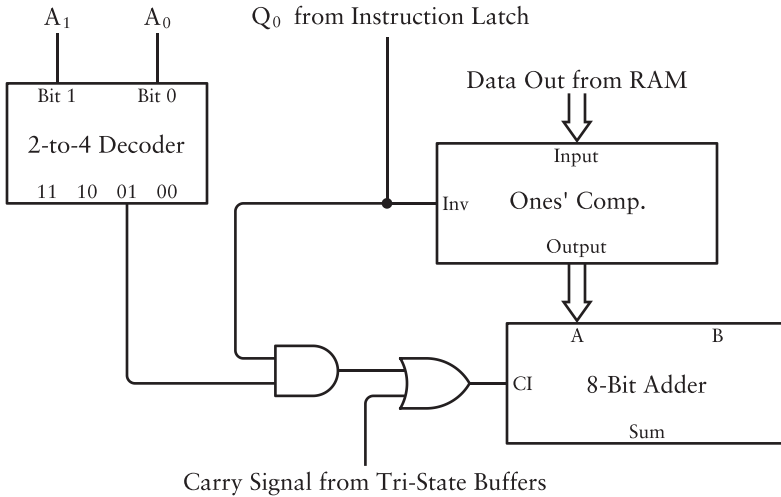 A₁ A₀ Q₀ from Instruction Latch
Data Out from RAM
Bit 1 Bit 0
2-to-4 Decoder
11 10 01 00
Input
Inv Ones' Comp.
Output
A B
CI 8-Bit Adder
Sum
Carry Signal from Tri-State Buffers